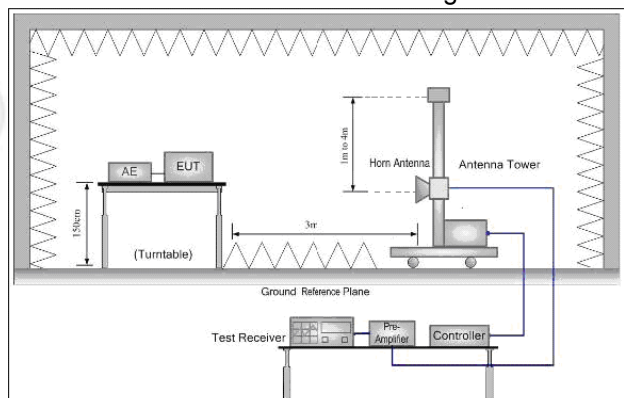 1m to 4m
Horn Antenna
Antenna Tower
AE
EUT
150cm
(Turntable)
3m
Ground Reference Plane
Test Receiver
Pre-
Amplifier
Controller